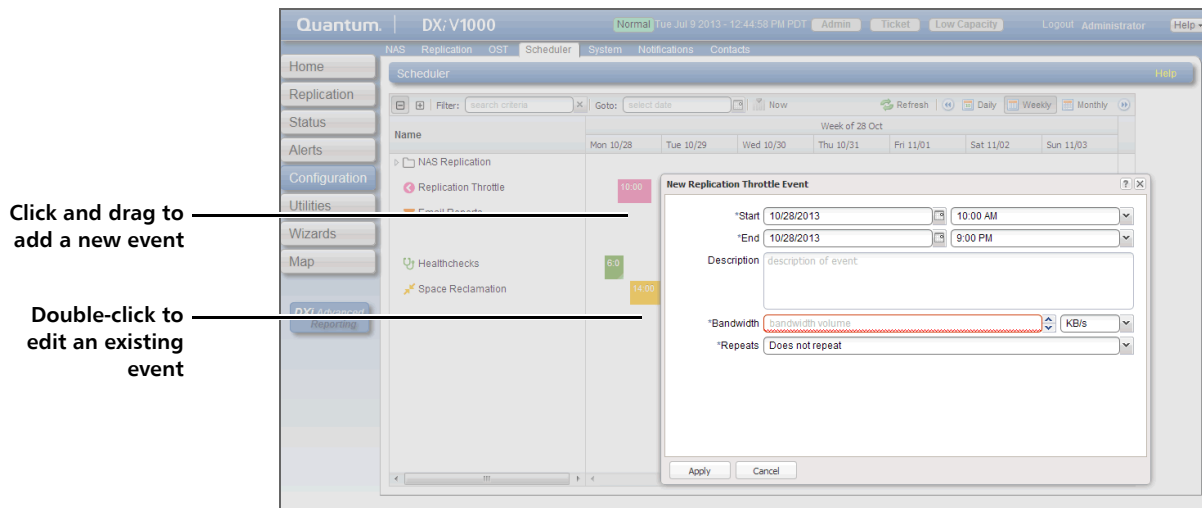 Quantum. DXi V1000 Normal Tue Jul 9 2013 - 12:44:58 PM PDT Admin Ticket Low Capacity Logout Administrator Help
NAS Replication OST Scheduler System Notifications Contacts
Home
Replication
Status
Alerts
Configuration
Utilities
Wizards
Map
DXi Advanced
Reporting
Scheduler Help
Filter: search criteria Goto: select date Now Refresh Daily Weekly Monthly
Name
Week of 28 Oct
Mon 10/28 Tue 10/29 Wed 10/30 Thu 10/31 Fri 11/01 Sat 11/02 Sun 11/03
NAS Replication
Replication Throttle 10:00
Email Reports
Healthchecks 6:0
Space Reclamation 14:00
New Replication Throttle Event
*Start 10/28/2013 10:00 AM
*End 10/28/2013 9:00 PM
Description description of event
*Bandwidth bandwidth volume KB/s
*Repeats Does not repeat
Apply Cancel
Click and drag to
add a new event
Double-click to
edit an existing
event